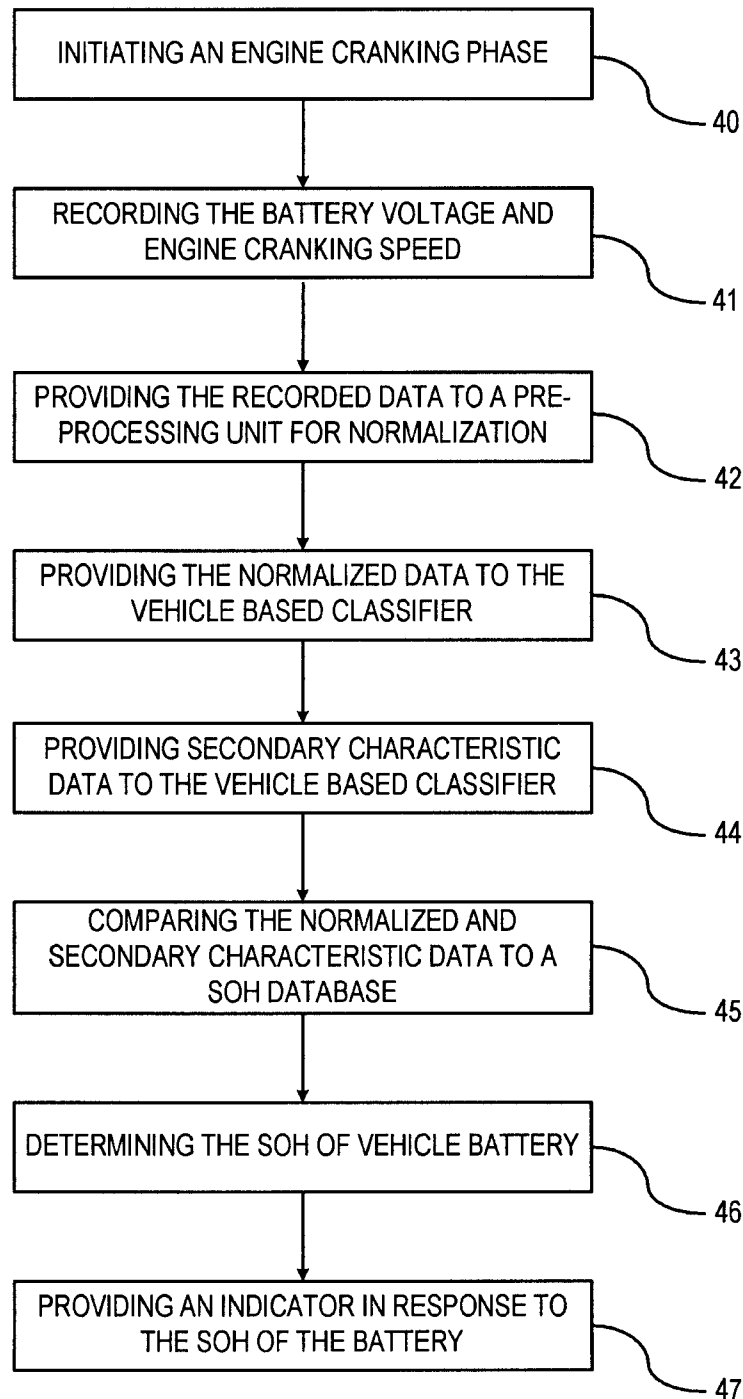 INITIATING AN ENGINE CRANKING PHASE
40
RECORDING THE BATTERY VOLTAGE AND
ENGINE CRANKING SPEED
41
PROVIDING THE RECORDED DATA TO A PRE-
PROCESSING UNIT FOR NORMALIZATION
42
PROVIDING THE NORMALIZED DATA TO THE
VEHICLE BASED CLASSIFIER
43
PROVIDING SECONDARY CHARACTERISTIC
DATA TO THE VEHICLE BASED CLASSIFIER
44
COMPARING THE NORMALIZED AND
SECONDARY CHARACTERISTIC DATA TO A
SOH DATABASE
45
DETERMINING THE SOH OF VEHICLE BATTERY
46
PROVIDING AN INDICATOR IN RESPONSE TO
THE SOH OF THE BATTERY
47